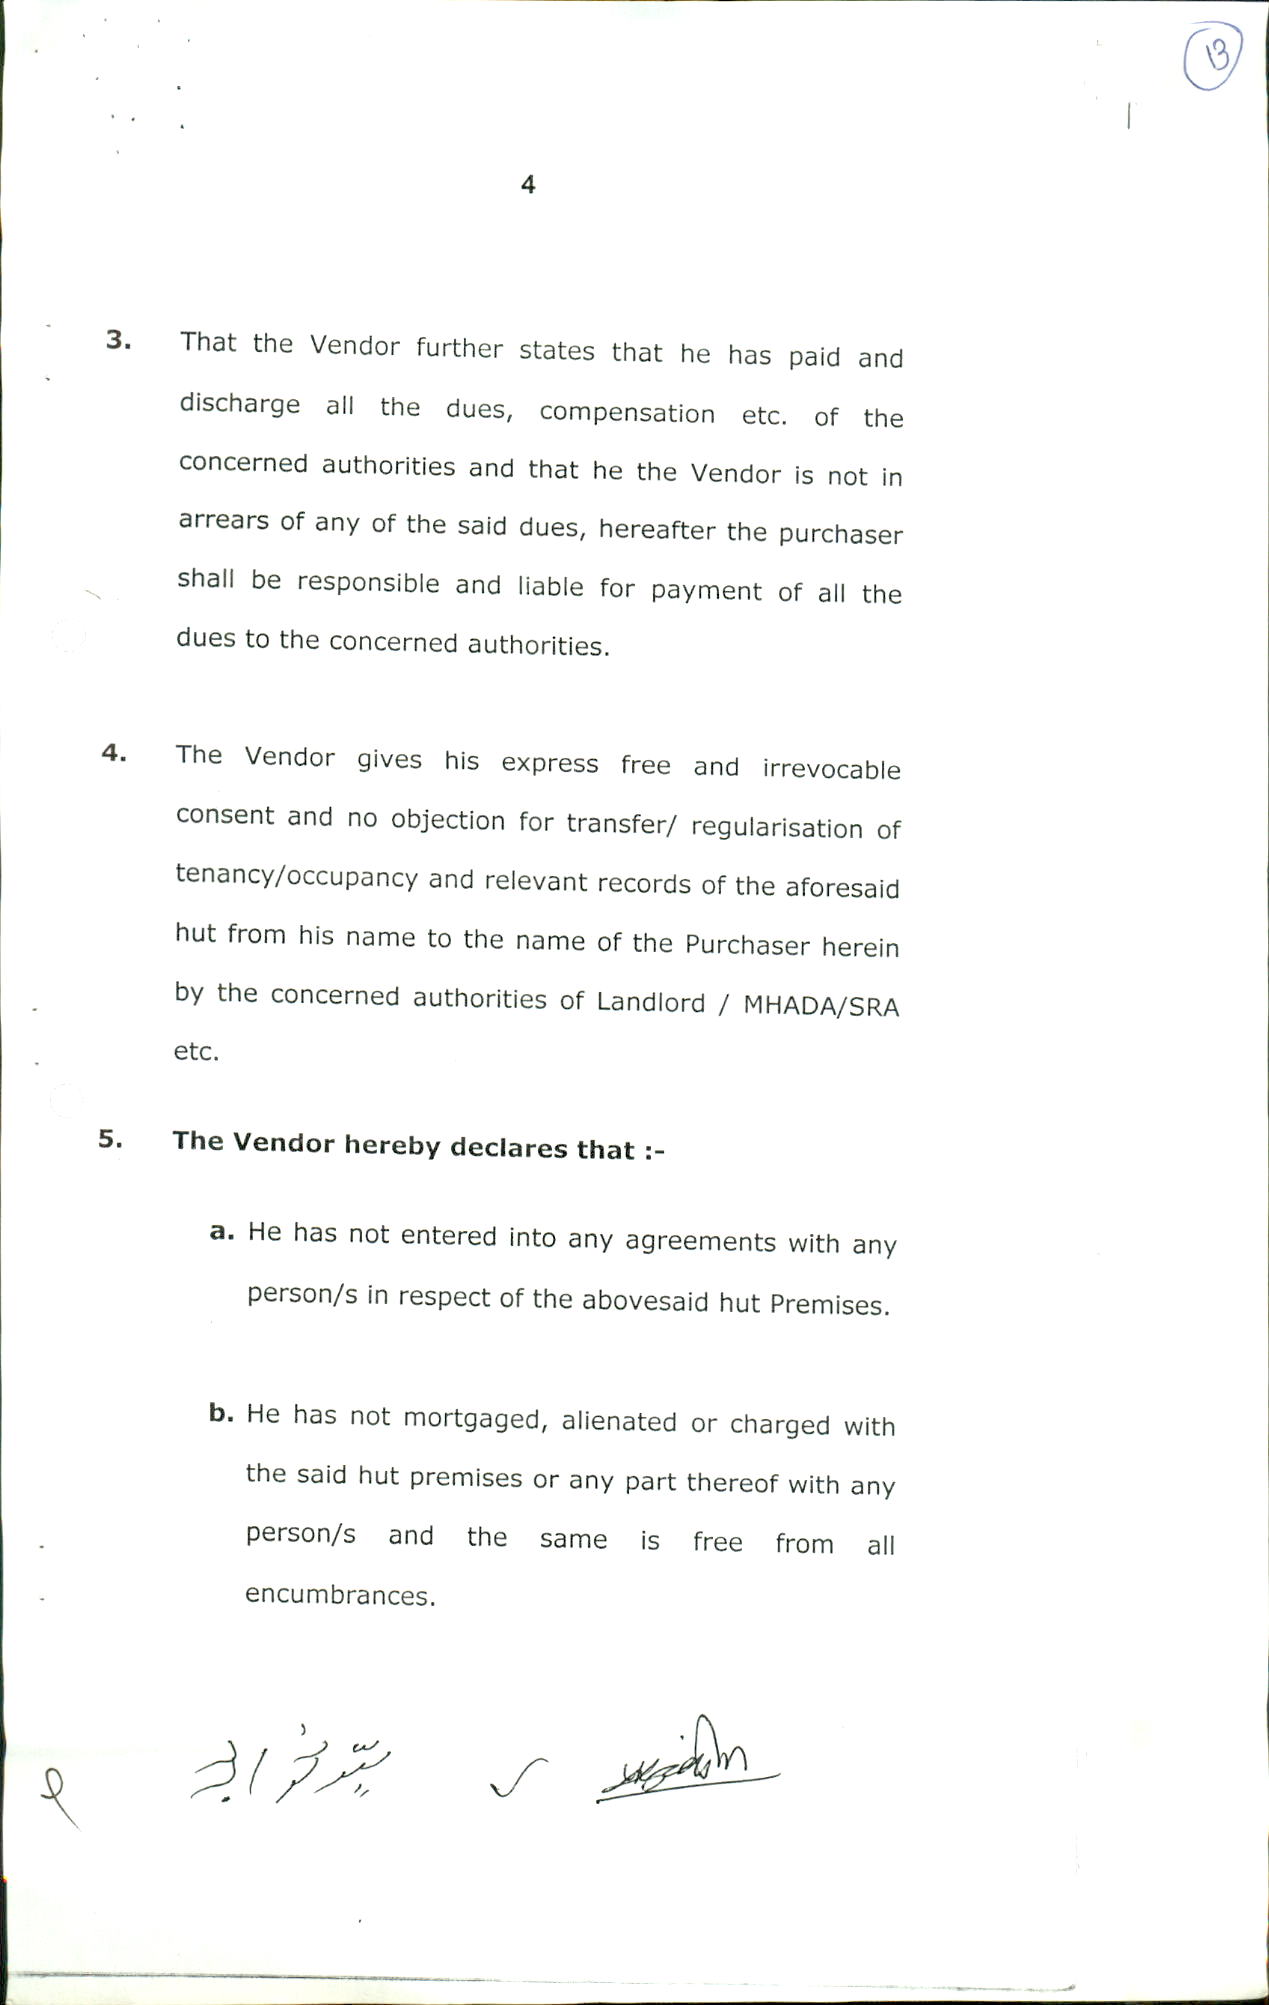 13
4
3. That the Vendor further states that he has paid and
discharge all the dues, compensation etc. of the
concerned authorities and that he the Vendor is not in
arrears of any of the said dues, hereafter the purchaser
shall be responsible and liable for payment of all the
dues to the concerned authorities.
4. The Vendor gives his express free and irrevocable
consent and no objection for transfer/ regularisation of
tenancy/occupancy and relevant records of the aforesaid
hut from his name to the name of the Purchaser herein
by the concerned authorities of Landlord / MHADA/SRA
etc.
5. The Vendor hereby declares that :-
a. He has not entered into any agreements with any
person/s in respect of the abovesaid hut Premises.
b. He has not mortgaged, alienated or charged with
the said hut premises or any part thereof with any
person/s and the same is free from all
encumbrances.